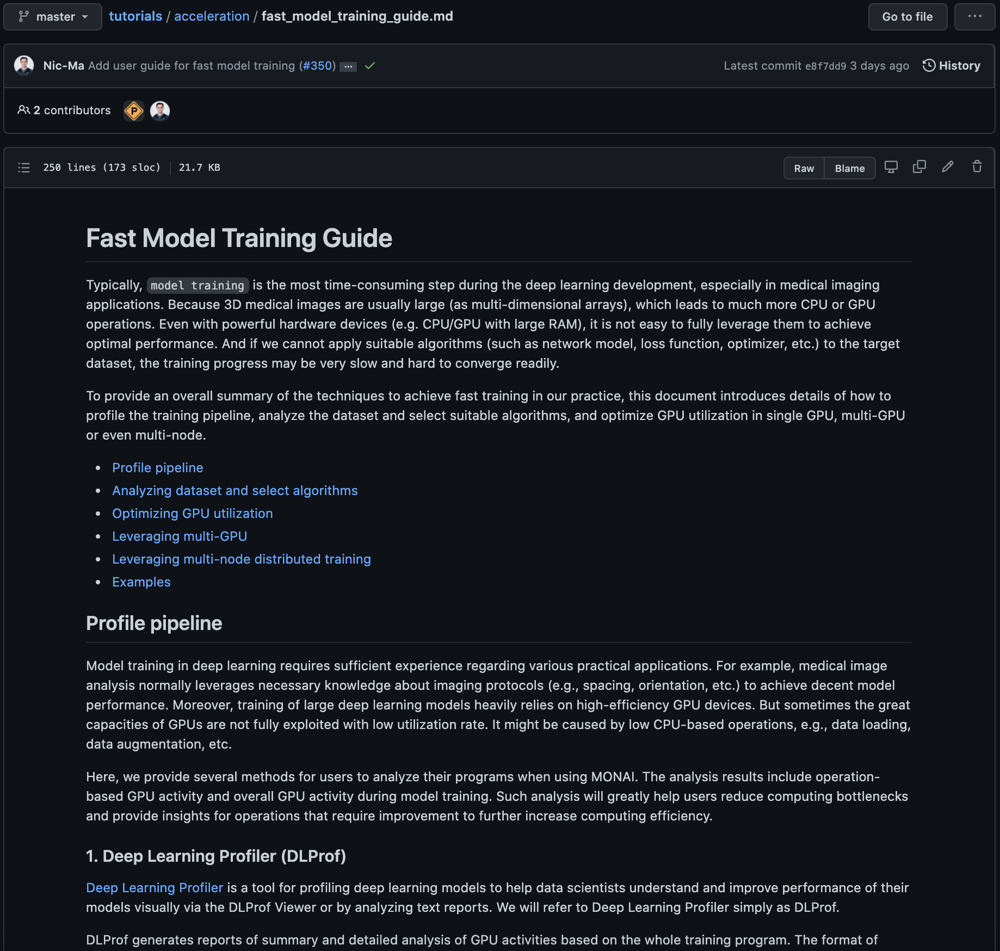 master tutorials / acceleration / fast_model_training_guide.md Go to file ...
Nic-Ma Add user guide for fast model training (#350) ... Latest commit e8f7dd9 3 days ago History
2 contributors P
250 lines (173 sloc) 21.7 KB Raw Blame
Fast Model Training Guide
Typically, model training is the most time-consuming step during the deep learning development, especially in medical imaging
applications. Because 3D medical images are usually large (as multi-dimensional arrays), which leads to much more CPU or GPU
operations. Even with powerful hardware devices (e.g. CPU/GPU with large RAM), it is not easy to fully leverage them to achieve
optimal performance. And if we cannot apply suitable algorithms (such as network model, loss function, optimizer, etc.) to the target
dataset, the training progress may be very slow and hard to converge readily.
To provide an overall summary of the techniques to achieve fast training in our practice, this document introduces details of how to
profile the training pipeline, analyze the dataset and select suitable algorithms, and optimize GPU utilization in single GPU, multi-GPU
or even multi-node.
• Profile pipeline
• Analyzing dataset and select algorithms
• Optimizing GPU utilization
• Leveraging multi-GPU
• Leveraging multi-node distributed training
• Examples
Profile pipeline
Model training in deep learning requires sufficient experience regarding various practical applications. For example, medical image
analysis normally leverages necessary knowledge about imaging protocols (e.g., spacing, orientation, etc.) to achieve decent model
performance. Moreover, training of large deep learning models heavily relies on high-efficiency GPU devices. But sometimes the great
capacities of GPUs are not fully exploited with low utilization rate. It might be caused by low CPU-based operations, e.g., data loading,
data augmentation, etc.
Here, we provide several methods for users to analyze their programs when using MONAI. The analysis results include operation-
based GPU activity and overall GPU activity during model training. Such analysis will greatly help users reduce computing bottlenecks
and provide insights for operations that require improvement to further increase computing efficiency.
1. Deep Learning Profiler (DLProf)
Deep Learning Profiler is a tool for profiling deep learning models to help data scientists understand and improve performance of their
models visually via the DLProf Viewer or by analyzing text reports. We will refer to Deep Learning Profiler simply as DLProf.
DLProf generates reports of summary and detailed analysis of GPU activities based on the whole training program. The format of